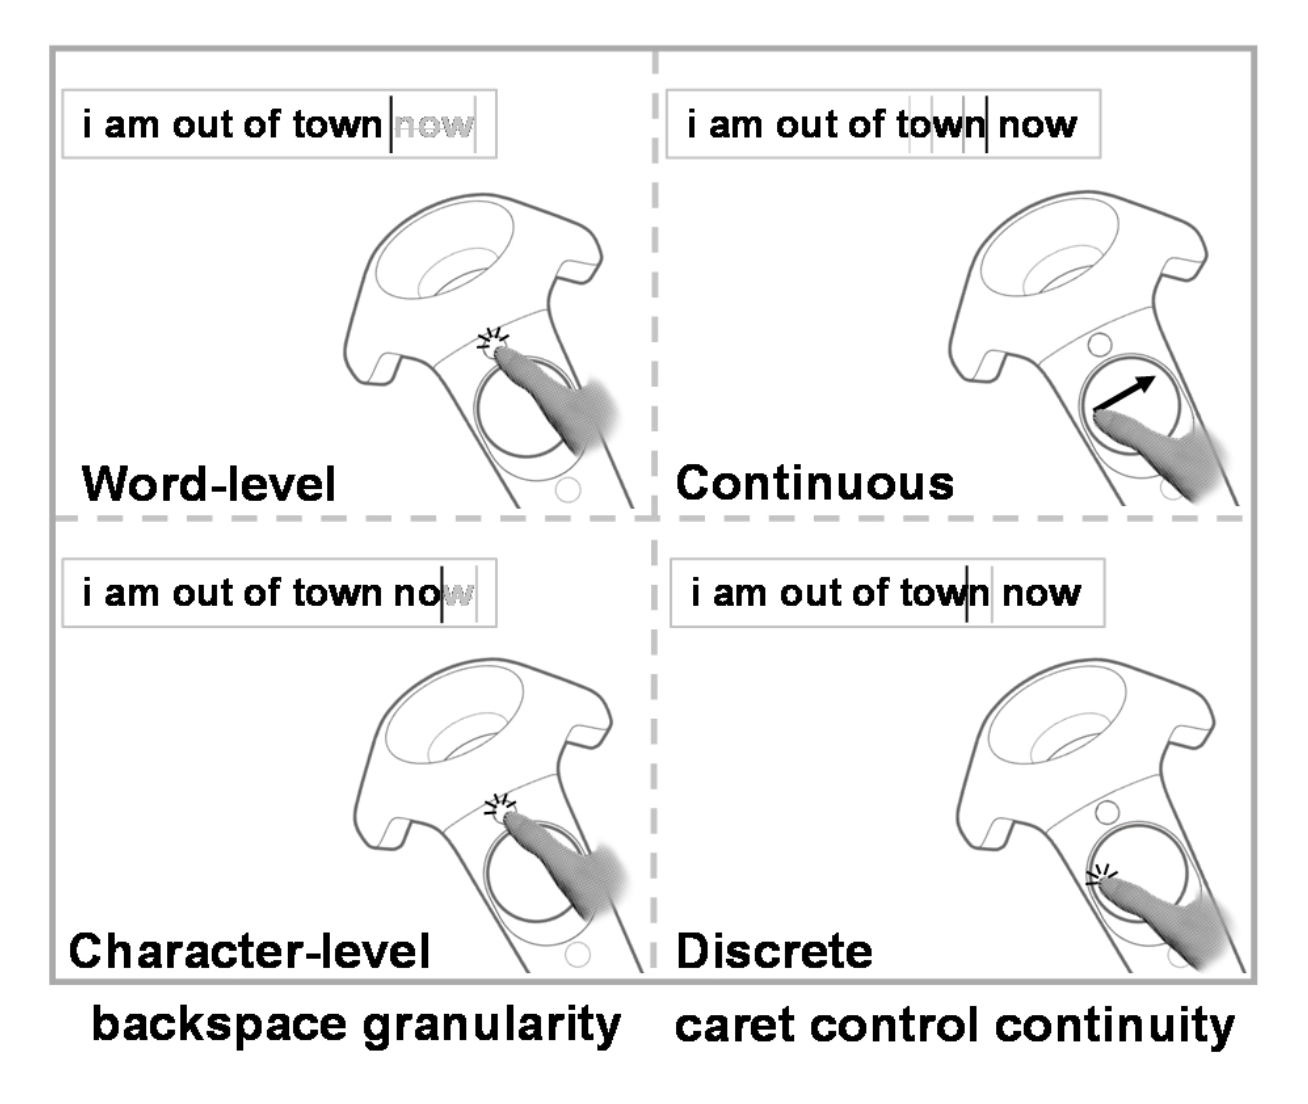 i am out of town now
i am out of town now
Word-level
Continuous
i am out of town now
i am out of town now
Character-level
Discrete
backspace granularity
caret control continuity